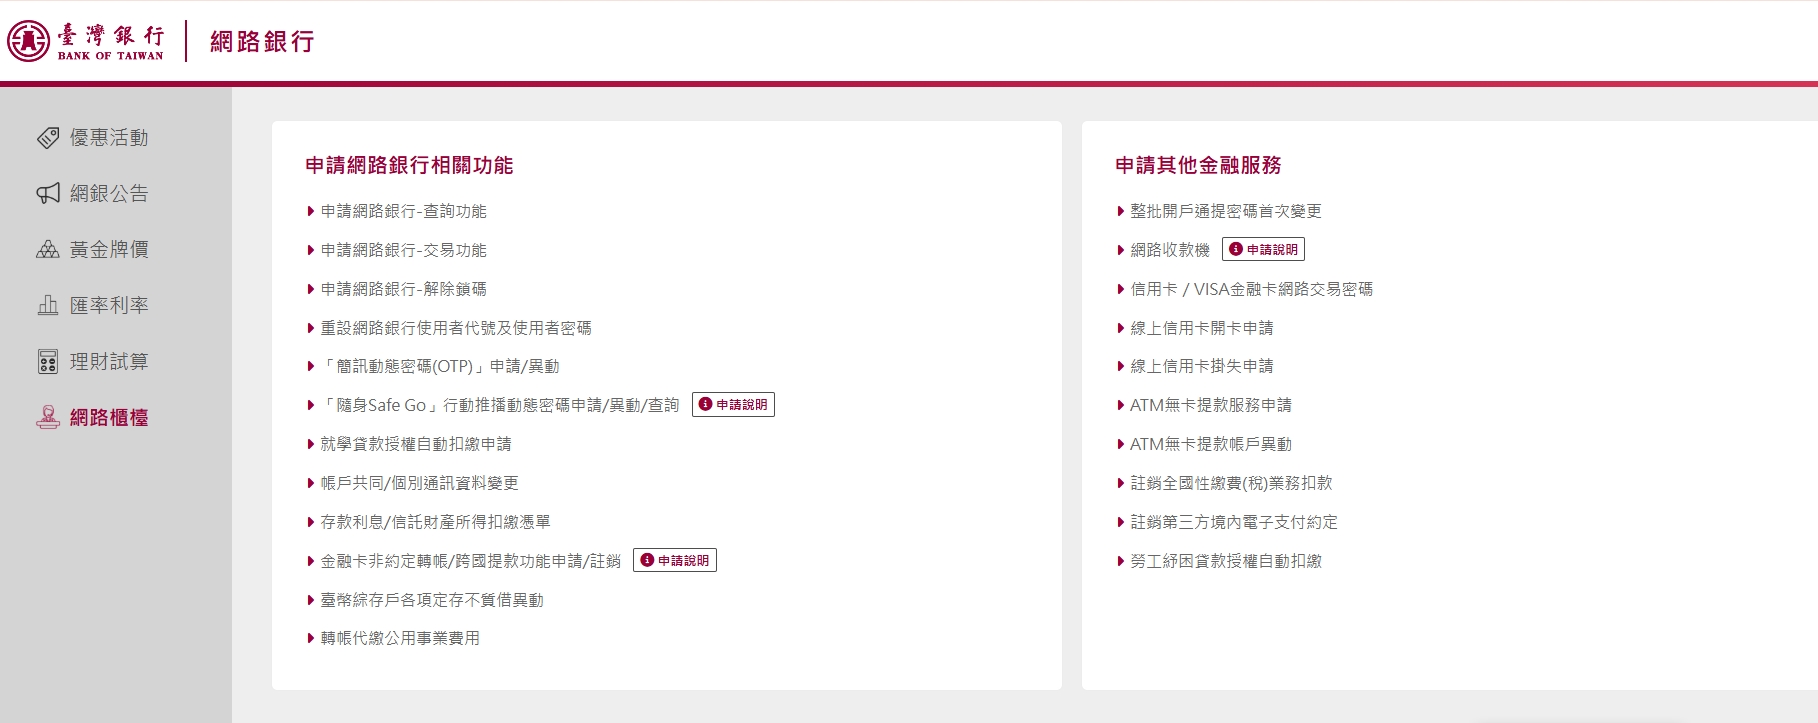 臺灣銀行
BANK OF TAIWAN
網路銀行
優惠活動
網銀公告
黃金牌價
匯率利率
理財試算
網路櫃檯
申請網路銀行相關功能
申請網路銀行-查詢功能
申請網路銀行-交易功能
申請網路銀行-解除鎖碼
重設網路銀行使用者代號及使用者密碼
「簡訊動態密碼(OTP)」申請/異動
「隨身Safe Go」行動推播動態密碼申請/異動/查詢 申請說明
就學貸款授權自動扣繳申請
帳戶共同/個別通訊資料變更
存款利息/信託財產所得扣繳憑單
金融卡非約定轉帳/跨國提款功能申請/註銷 申請說明
臺幣綜存戶各項定存不質借異動
轉帳代繳公用事業費用
申請其他金融服務
整批開戶通提密碼首次變更
網路收款機 申請說明
信用卡 / VISA金融卡網路交易密碼
線上信用卡開卡申請
線上信用卡掛失申請
ATM無卡提款服務申請
ATM無卡提款帳戶異動
註銷全國性繳費(稅)業務扣款
註銷第三方境內電子支付約定
勞工紓困貸款授權自動扣繳